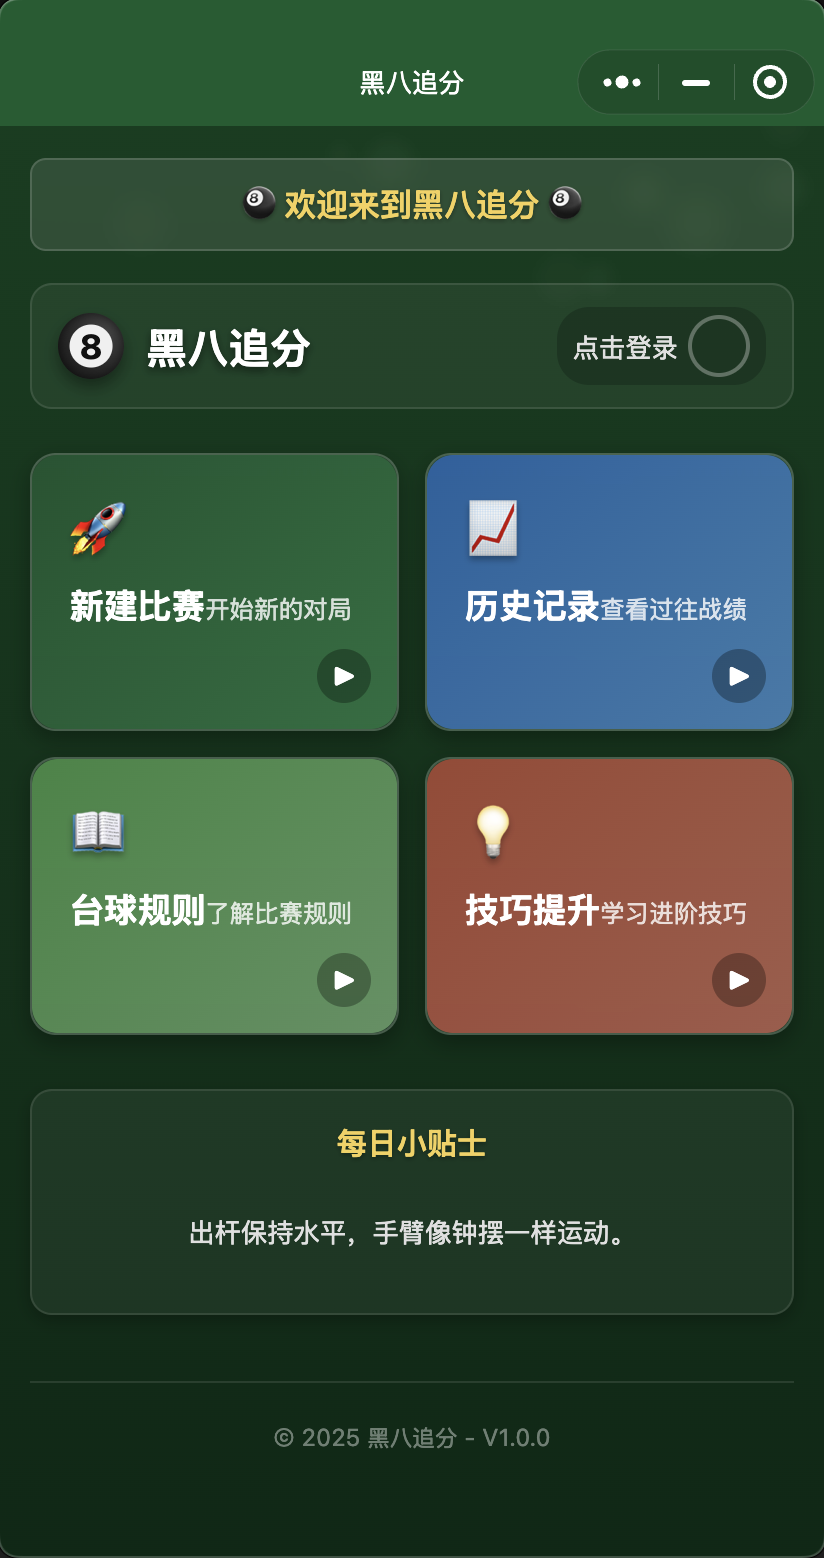 黑八追分
🎱 欢迎来到黑八追分 🎱
8 黑八追分 点击登录
新建比赛开始新的对局
历史记录查看过往战绩
台球规则了解比赛规则
技巧提升学习进阶技巧
每日小贴士
出杆保持水平，手臂像钟摆一样运动。
© 2025 黑八追分 - V1.0.0